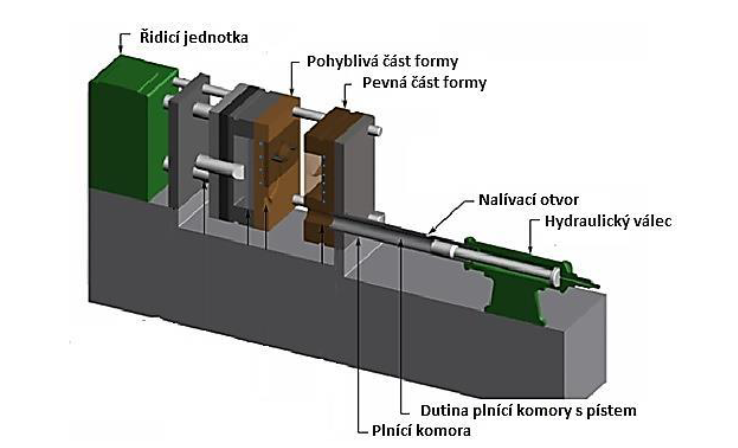 Řidicí jednotka
Pohyblivá část formy
Pevná část formy
Nalívací otvor
Hydraulický válec
Dutina plnící komory s pístem
Plnící komora